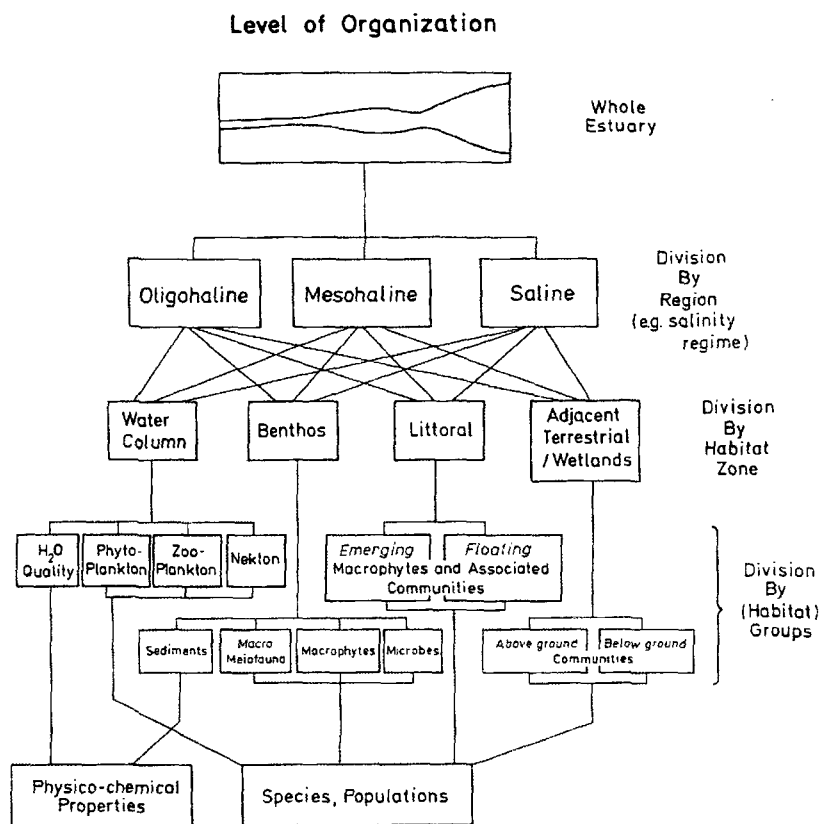 Level of Organization
Whole
Estuary
Oligohaline
Mesohaline
Saline
Division
By
Region
(e.g. salinity
regime)
Water
Column
Benthos
Littoral
Adjacent
Terrestrial
/Wetlands
Division
By
Habitat
Zone
H2O
Quality
Phyto-
Plankton
Zoo-
Plankton
Nekton
Emerging Floating
Macrophytes and Associated
Communities
Division
By
(Habitat)
Groups
Sediments
Macro
Meiofauna
Macrophytes
Microbes
Above ground Below ground
Communities
Physico-chemical
Properties
Species, Populations